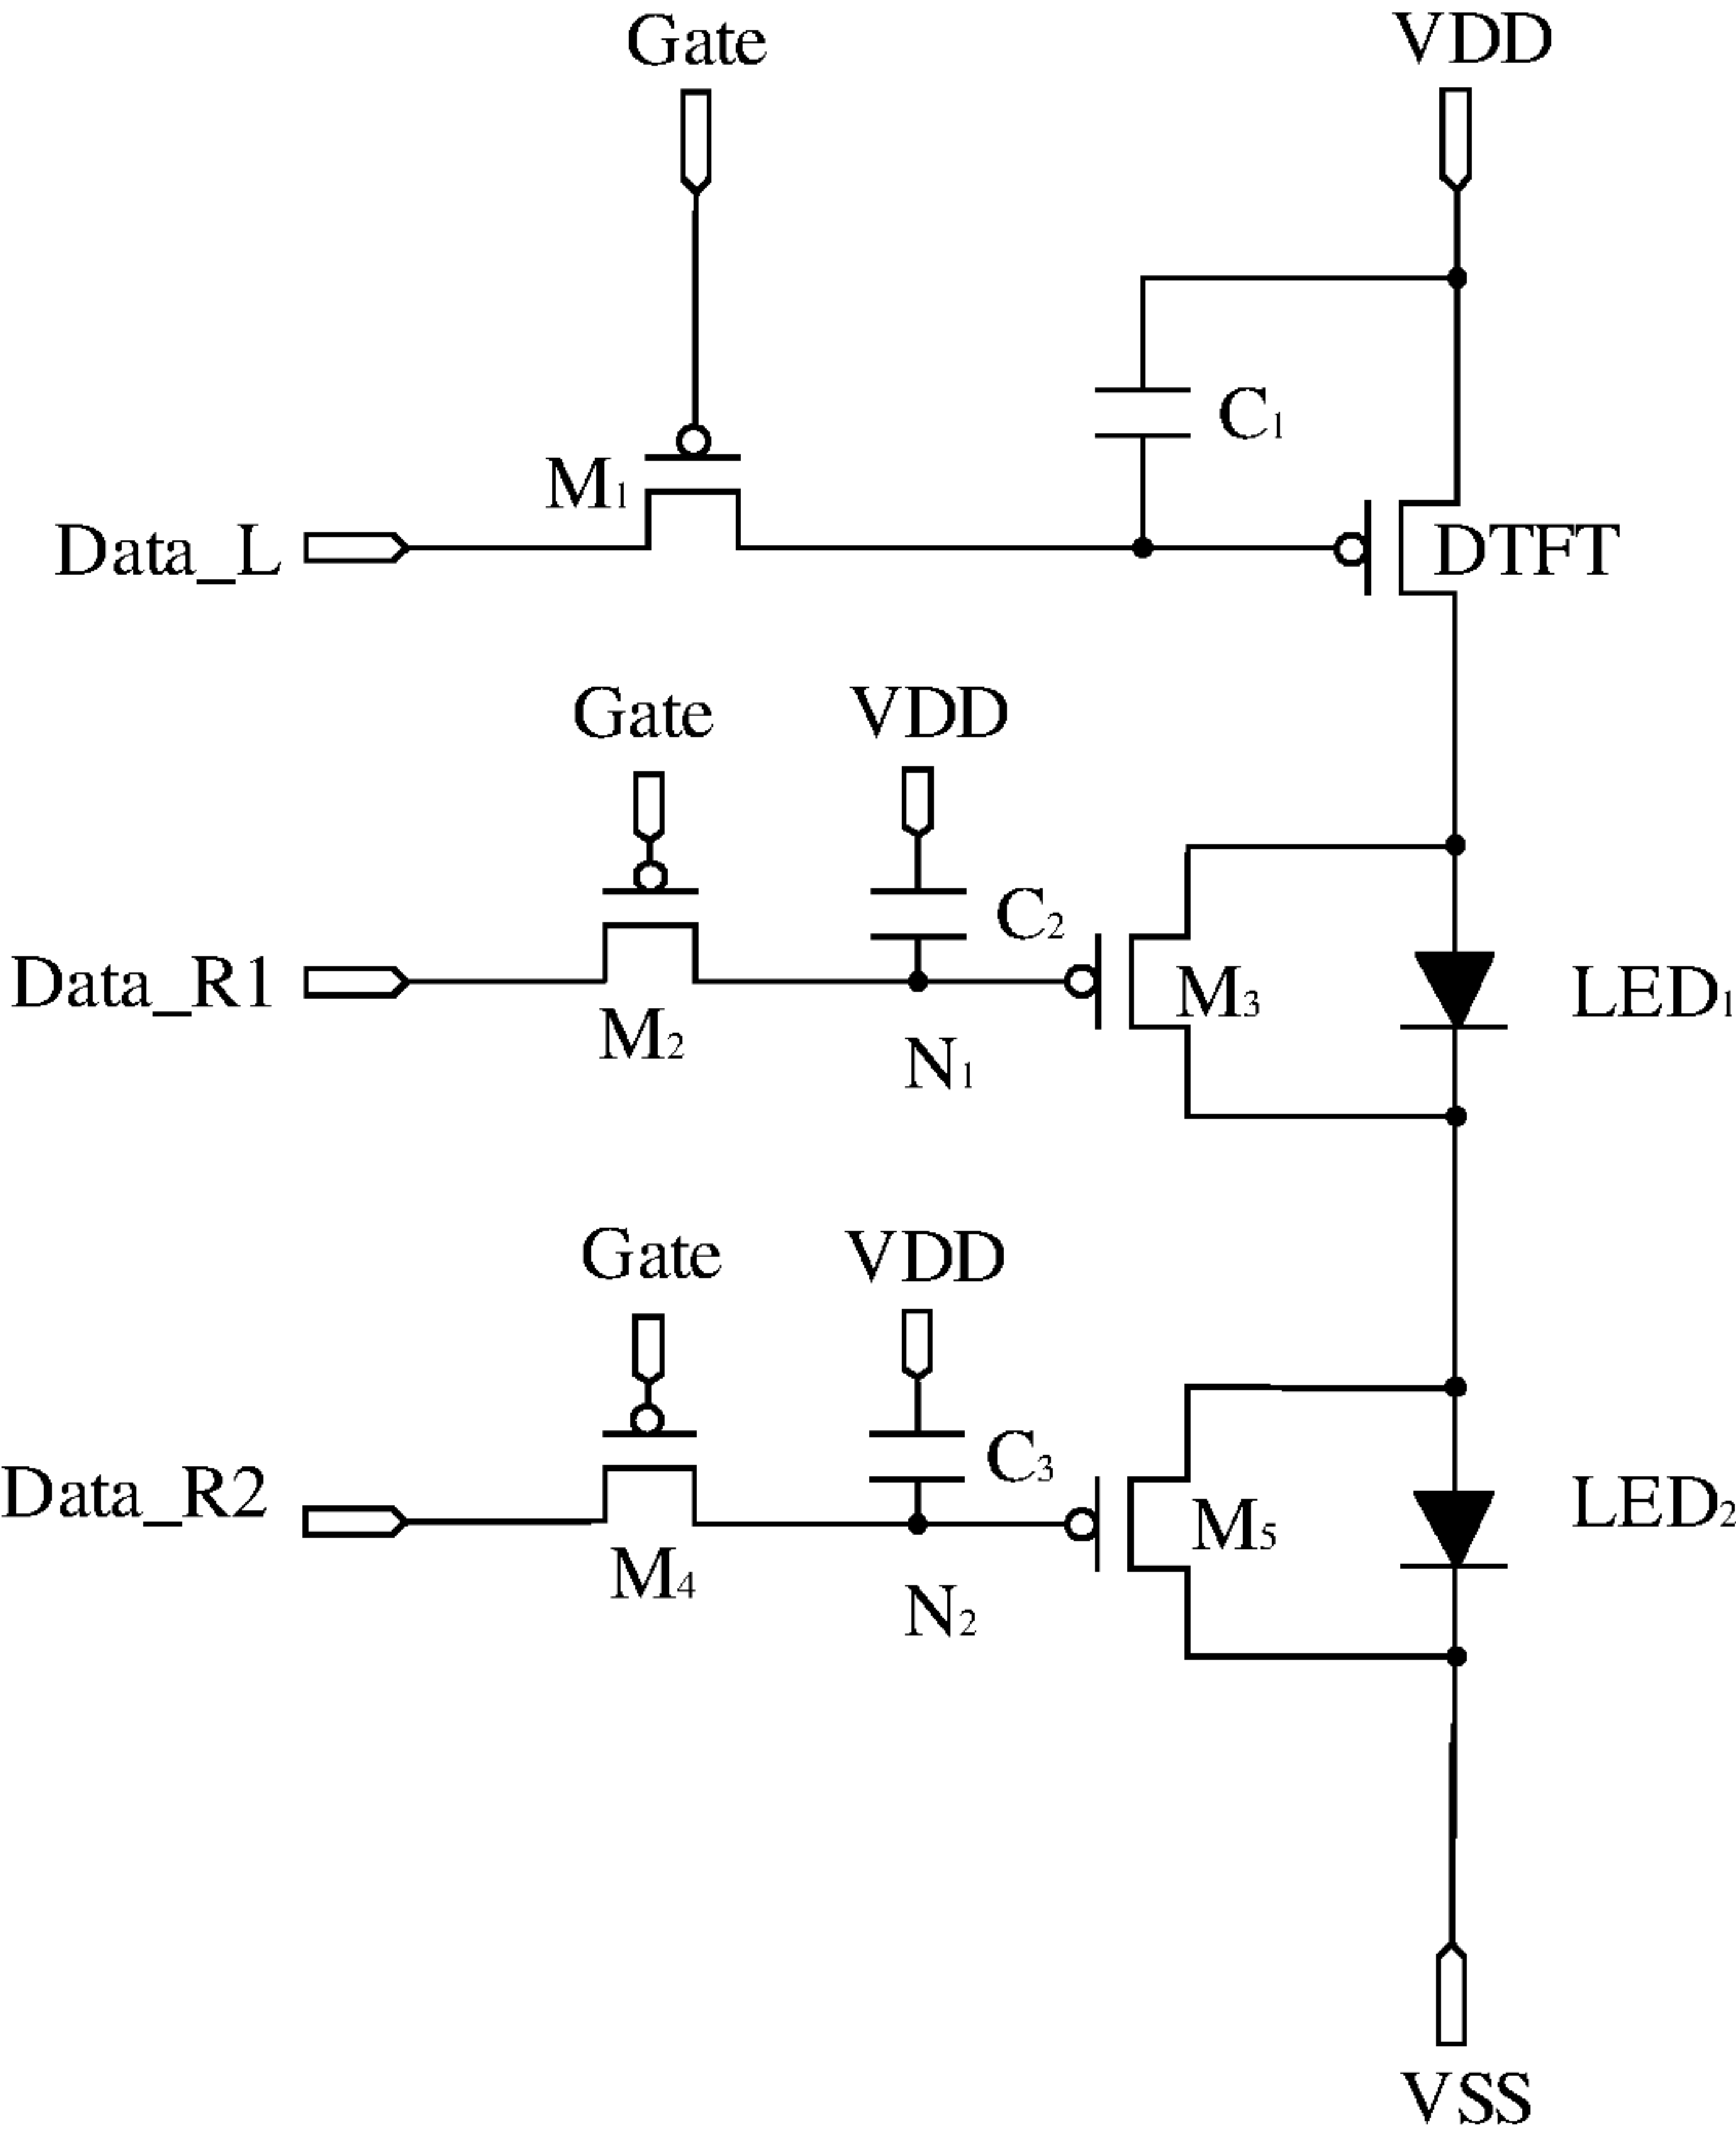 Gate
VDD
C1
M1
Data_L
DTFT
Gate
VDD
C2
Data_R1
M3
LED1
M2
N1
Gate
VDD
C3
Data_R2
M5
LED2
M4
N2
VSS